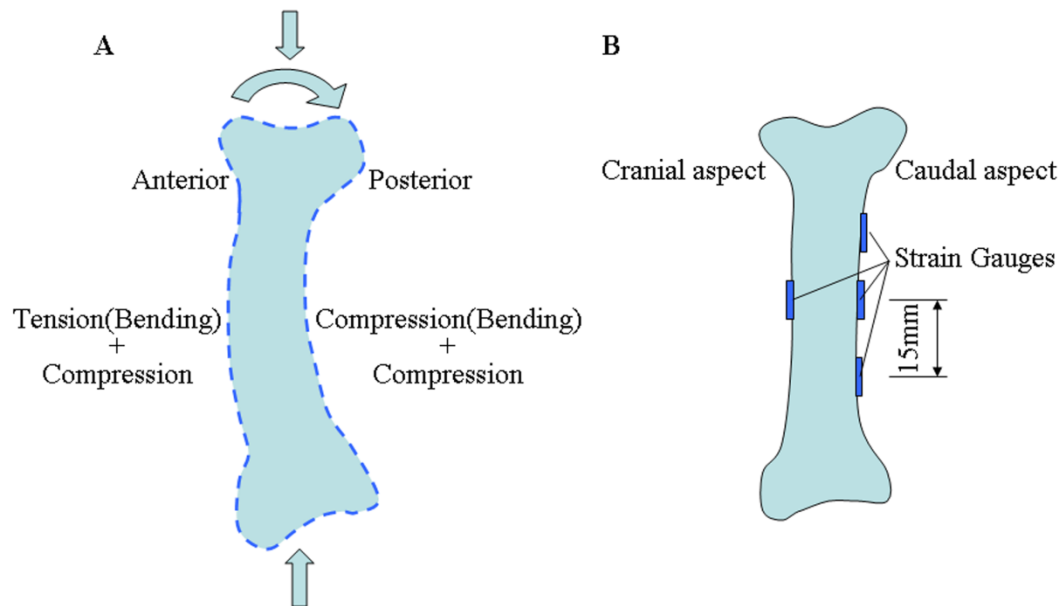 A
Anterior
Posterior
Tension(Bending)
+
Compression
Compression(Bending)
+
Compression
B
Cranial aspect
Caudal aspect
Strain Gauges
15mm